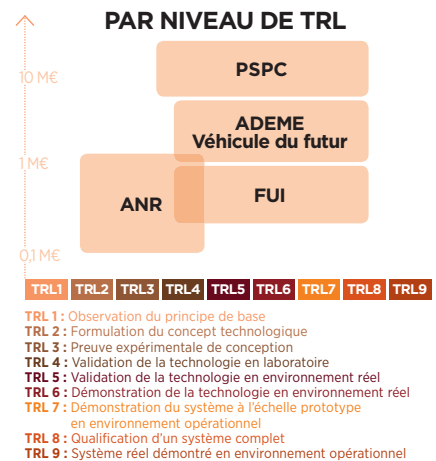 PAR NIVEAU DE TRL
10 M€
PSPC
ADEME
Véhicule du futur
1 M€
ANR
FUI
0,1 M€
TRL1 TRL2 TRL3 TRL4 TRL5 TRL6 TRL7 TRL8 TRL9
TRL 1 : Observation du principe de base
TRL 2 : Formulation du concept technologique
TRL 3 : Preuve expérimentale de conception
TRL 4 : Validation de la technologie en laboratoire
TRL 5 : Validation de la technologie en environnement réel
TRL 6 : Démonstration de la technologie en environnement réel
TRL 7 : Démonstration du système à l'échelle prototype
en environnement opérationnel
TRL 8 : Qualification d'un système complet
TRL 9 : Système réel démontré en environnement opérationnel